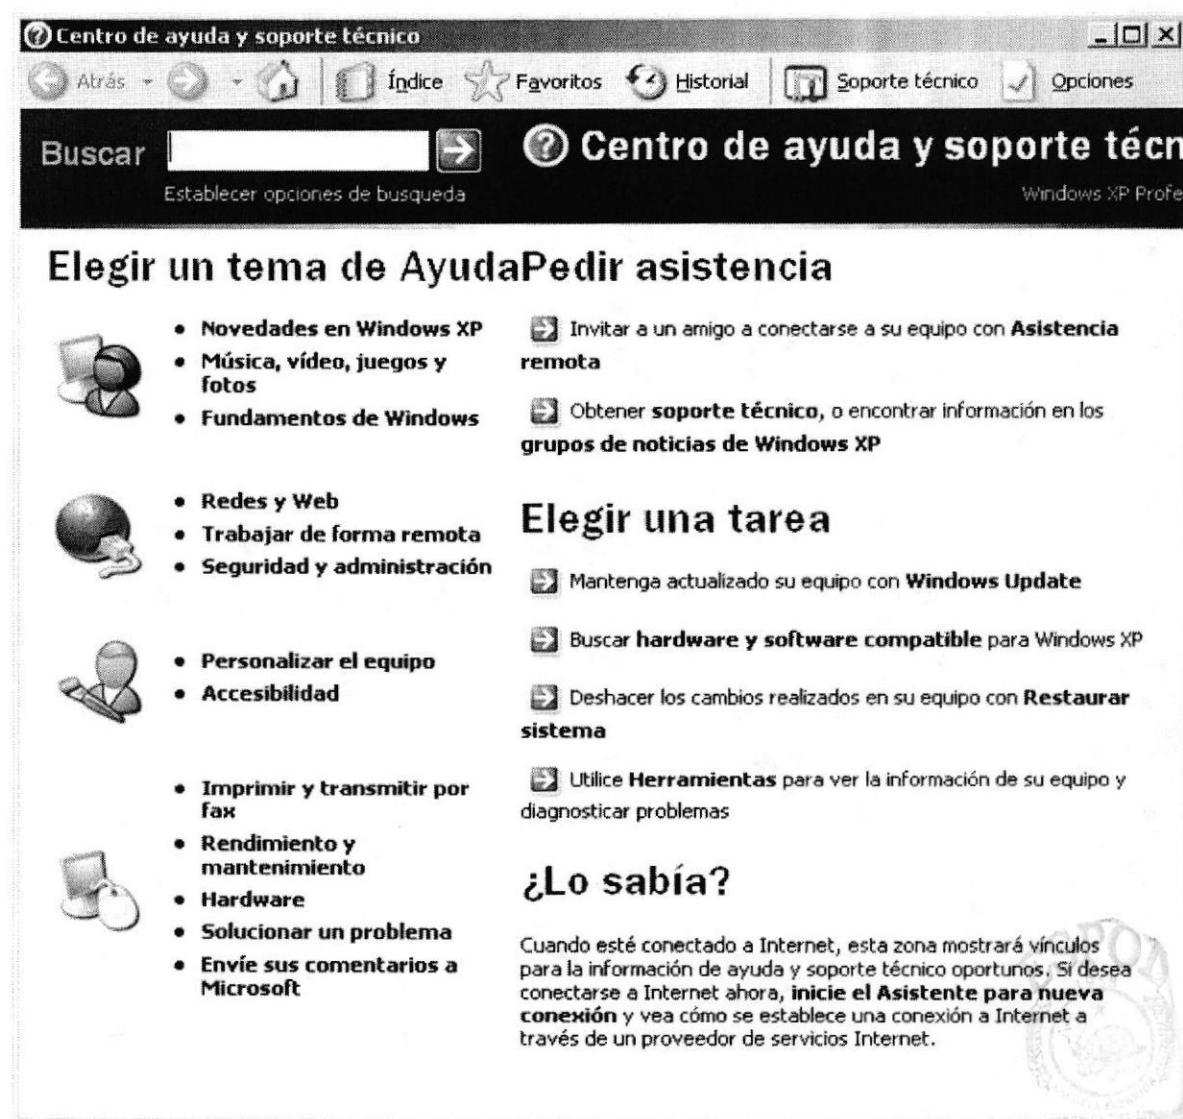 Centro de ayuda y soporte técnico
Atrás Índice Favoritos Historial Soporte técnico Opciones
Buscar
Establecer opciones de busqueda
Centro de ayuda y soporte técn
Windows XP Profe
Elegir un tema de Ayuda
• Novedades en Windows XP
• Música, vídeo, juegos y
fotos
• Fundamentos de Windows
• Redes y Web
• Trabajar de forma remota
• Seguridad y administración
• Personalizar el equipo
• Accesibilidad
• Imprimir y transmitir por
fax
• Rendimiento y
mantenimiento
• Hardware
• Solucionar un problema
• Envíe sus comentarios a
Microsoft
Pedir asistencia
Invitar a un amigo a conectarse a su equipo con Asistencia
remota
Obtener soporte técnico, o encontrar información en los
grupos de noticias de Windows XP
Elegir una tarea
Mantenga actualizado su equipo con Windows Update
Buscar hardware y software compatible para Windows XP
Deshacer los cambios realizados en su equipo con Restaurar
sistema
Utilice Herramientas para ver la información de su equipo y
diagnosticar problemas
¿Lo sabía?
Cuando esté conectado a Internet, esta zona mostrará vínculos
para la información de ayuda y soporte técnico oportunos. Si desea
conectarse a Internet ahora, inicie el Asistente para nueva
conexión y vea cómo se establece una conexión a Internet a
través de un proveedor de servicios Internet.